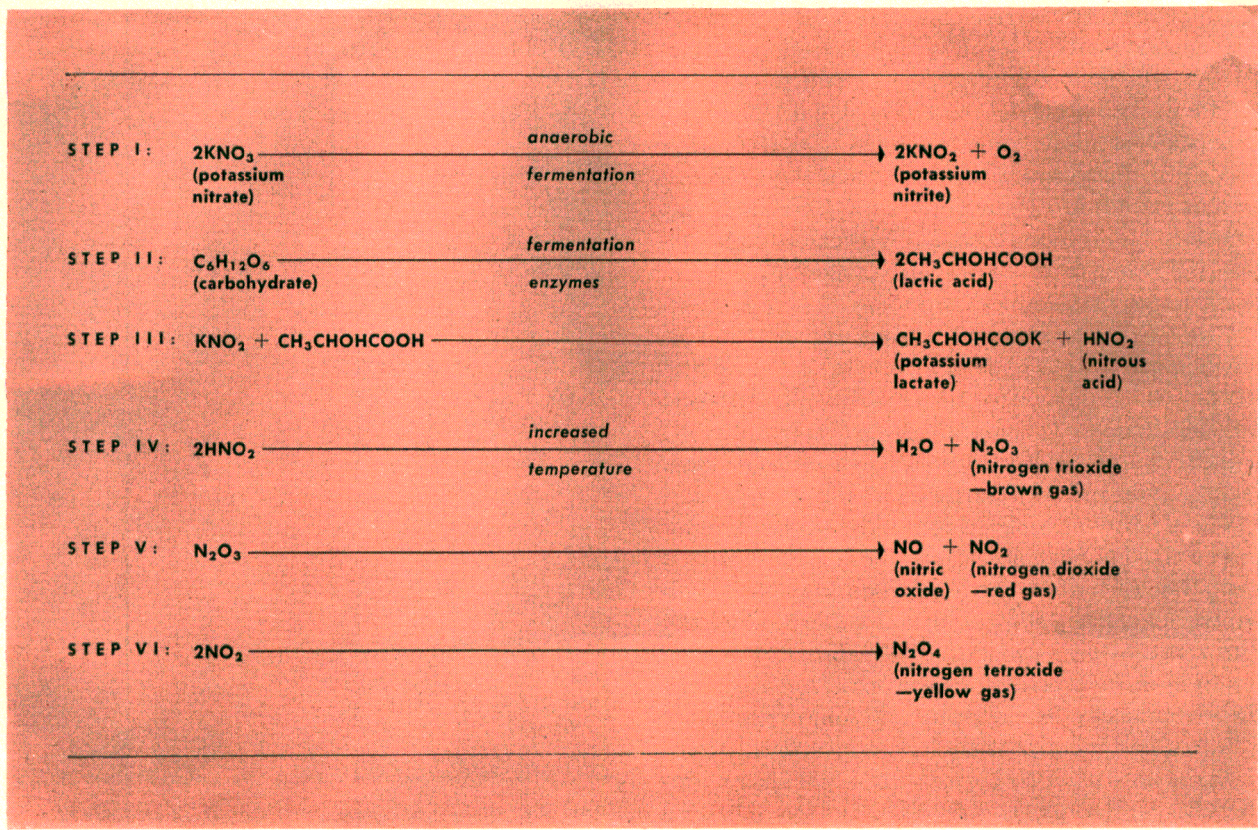 STEP I: 2KNO₃ anaerobic fermentation 2KNO₂ + O₂
(potassium nitrate) (potassium nitrite)
STEP II: C₆H₁₂O₆ fermentation enzymes 2CH₃CHOHCOOH
(carbohydrate) (lactic acid)
STEP III: KNO₂ + CH₃CHOHCOOH CH₃CHOHCOOK + HNO₂
(potassium lactate) (nitrous acid)
STEP IV: 2HNO₂ increased temperature H₂O + N₂O₃
(nitrogen trioxide
—brown gas)
STEP V: N₂O₃ NO + NO₂
(nitric oxide) (nitrogen dioxide —red gas)
STEP VI: 2NO₂ N₂O₄
(nitrogen tetroxide
—yellow gas)